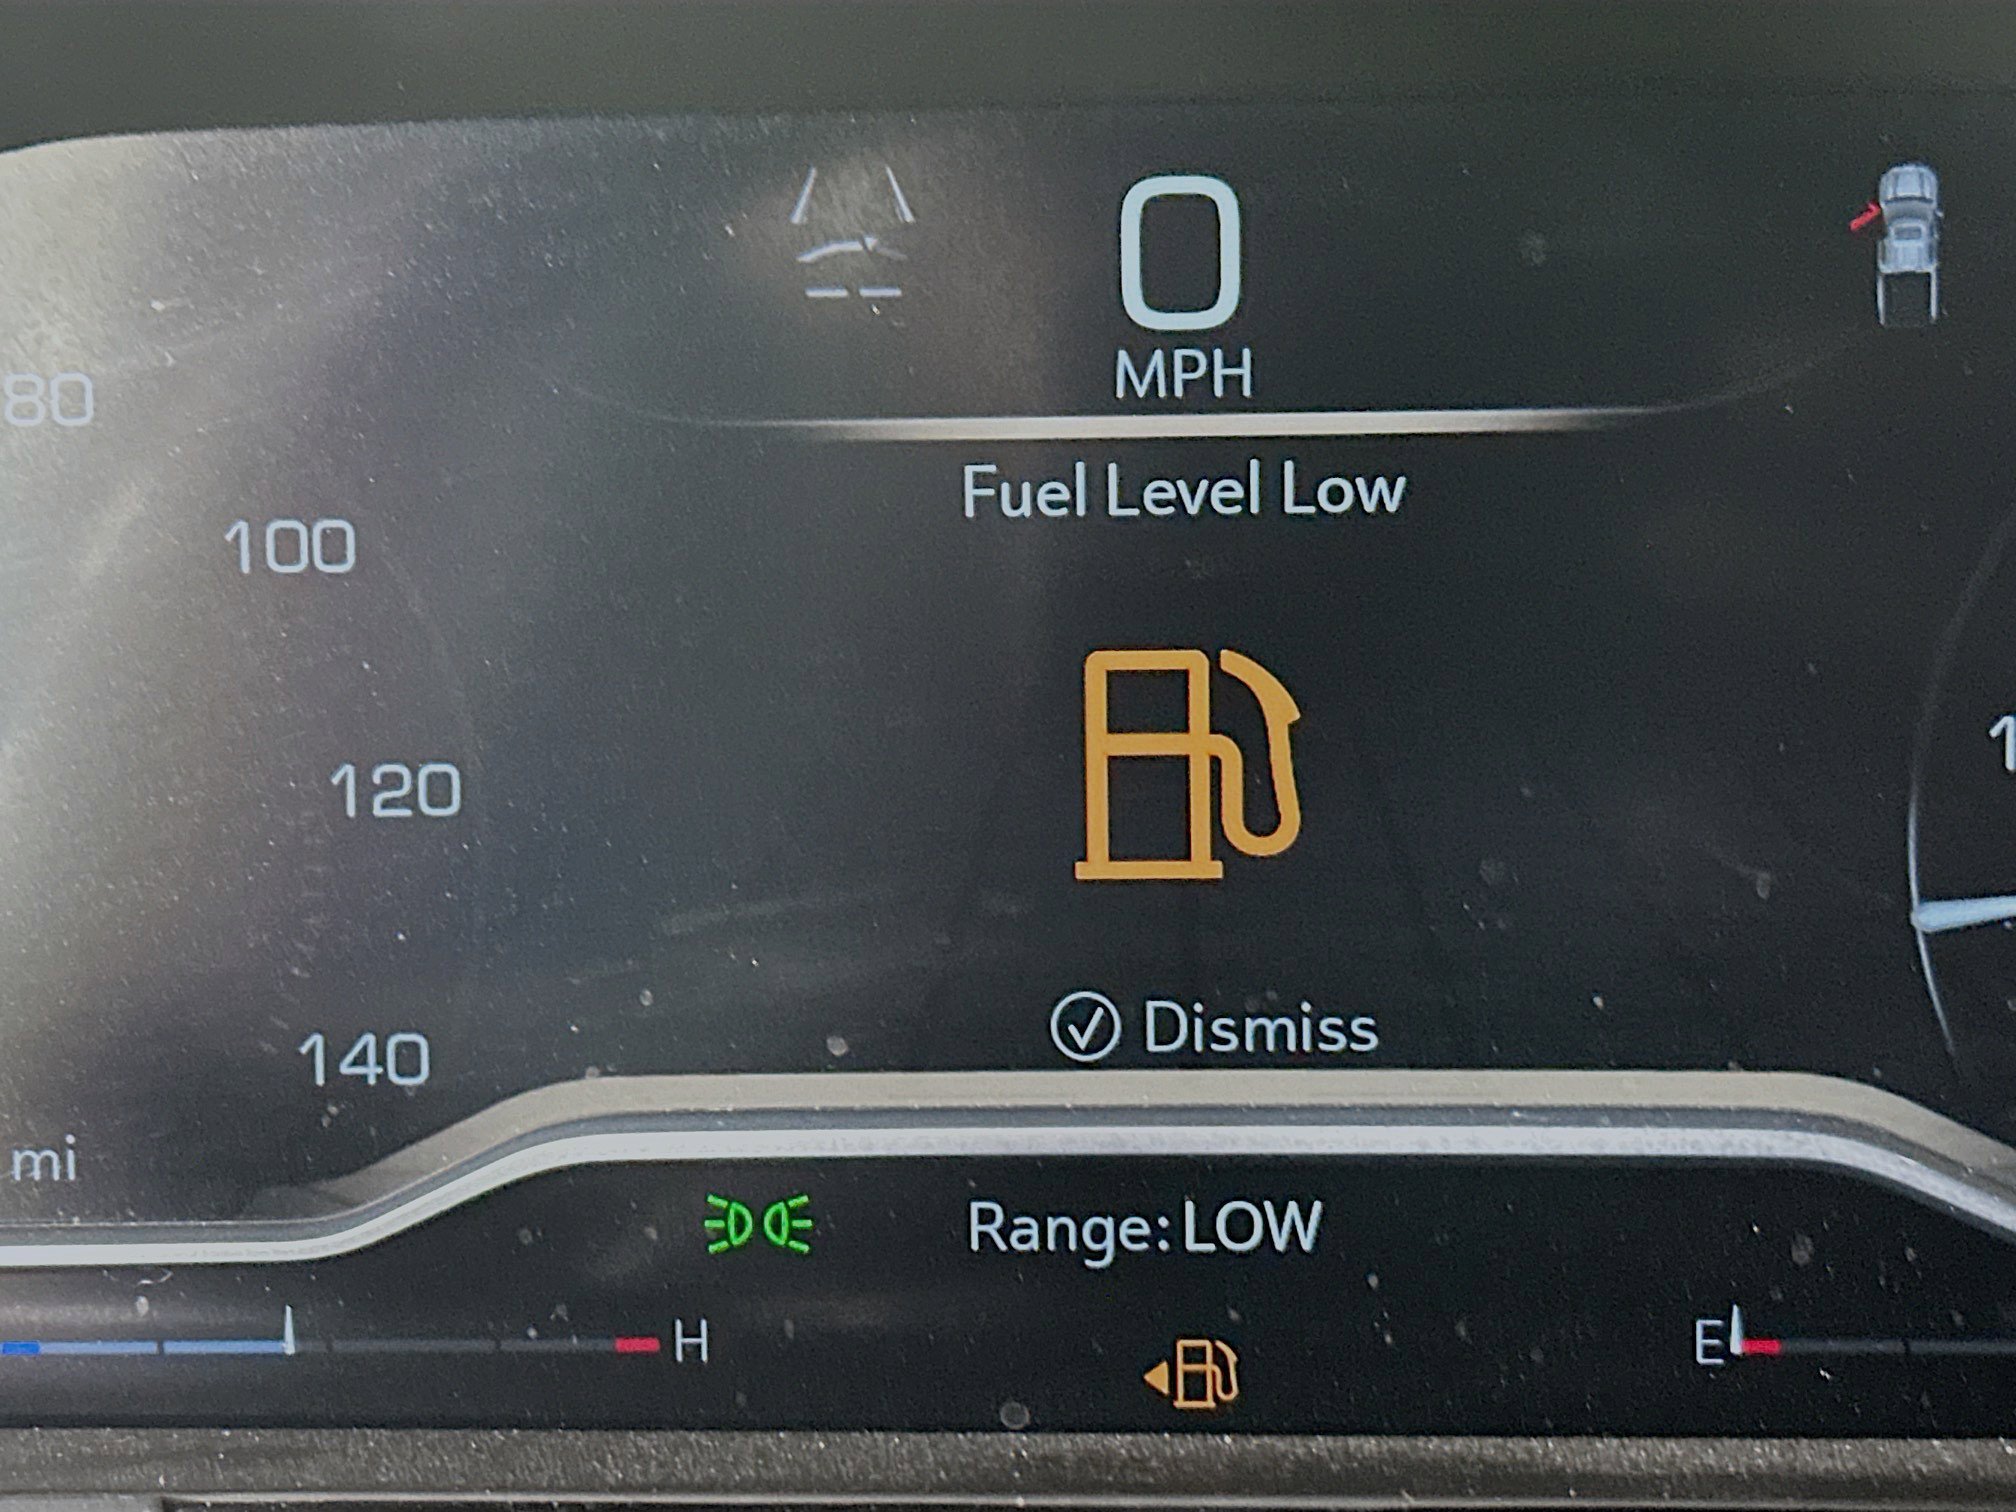 0
MPH
80
Fuel Level Low
100
120
Dismiss
140
mi
Range: LOW
H
E